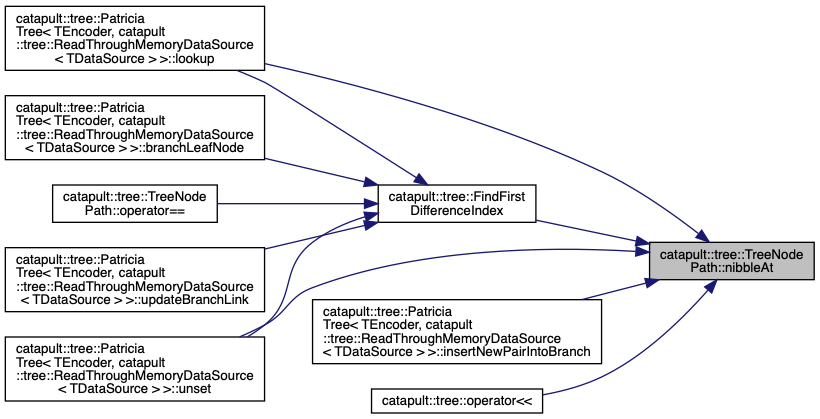 catapult::tree::Patricia
Tree< TEncoder, catapult
::tree::ReadThroughMemoryDataSource
< TDataSource > >::lookup
catapult::tree::Patricia
Tree< TEncoder, catapult
::tree::ReadThroughMemoryDataSource
< TDataSource > >::branchLeafNode
catapult::tree::TreeNode
Path::operator==
catapult::tree::FindFirst
DifferenceIndex
catapult::tree::Patricia
Tree< TEncoder, catapult
::tree::ReadThroughMemoryDataSource
< TDataSource > >::updateBranchLink
catapult::tree::TreeNode
Path::nibbleAt
catapult::tree::Patricia
Tree< TEncoder, catapult
::tree::ReadThroughMemoryDataSource
< TDataSource > >::insertNewPairIntoBranch
catapult::tree::Patricia
Tree< TEncoder, catapult
::tree::ReadThroughMemoryDataSource
< TDataSource > >::unset
catapult::tree::operator<<